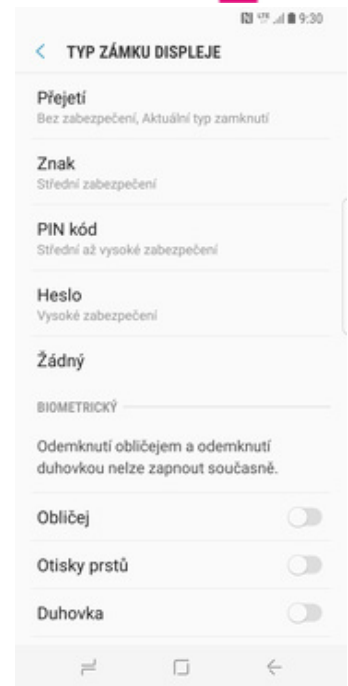 9:30
TYP ZÁMKU DISPLEJE
Přejetí
Bez zabezpečení, Aktuální typ zamknutí
Znak
Střední zabezpečení
PIN kód
Střední až vysoké zabezpečení
Heslo
Vysoké zabezpečení
Žádný
BIOMETRICKÝ
Odemknutí obličejem a odemknutí
duhovkou nelze zapnout současně.
Obličej
Otisky prstů
Duhovka